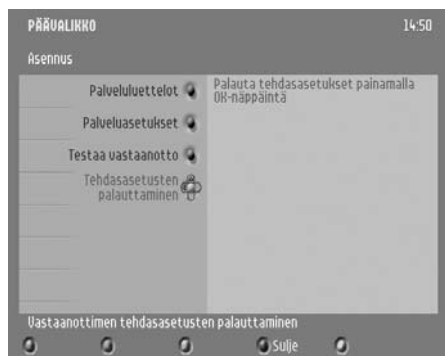 PÄÄVALIKKO 14:50
Asennus
Palveluluettelot
Palveluasetukset
Testaa vastaanotto
Tehdasasetusten
palauttaminen
Palauta tehdasasetukset painamalla
OK-näppäintä
Vastaanottimen tehdasasetusten palauttaminen
Sulje